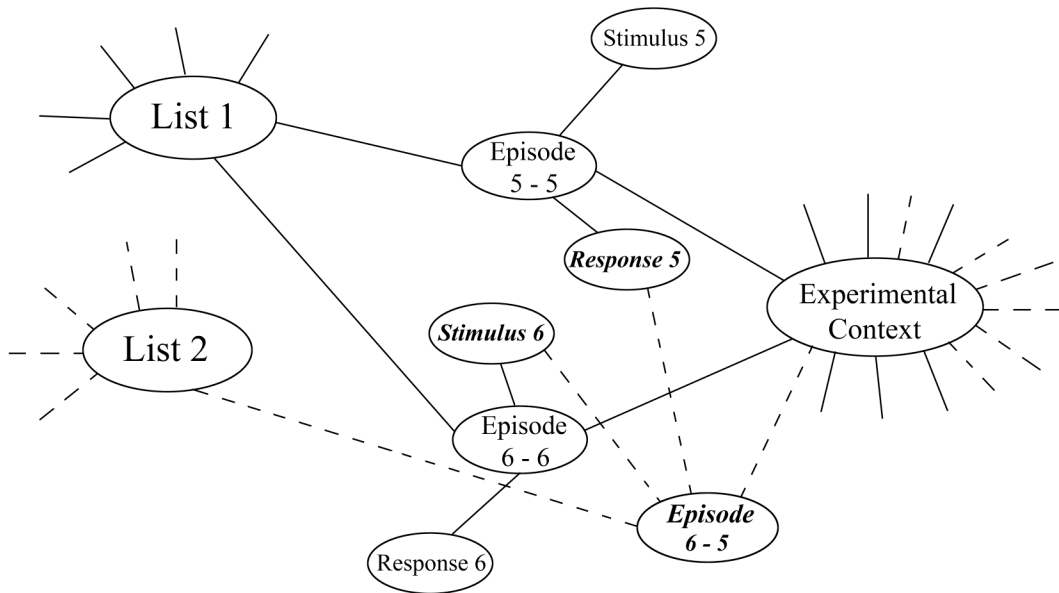 Stimulus 5
List 1
Episode
5 - 5
Response 5
Experimental
Context
Stimulus 6
List 2
Episode
6 - 6
Episode
6 - 5
Response 6